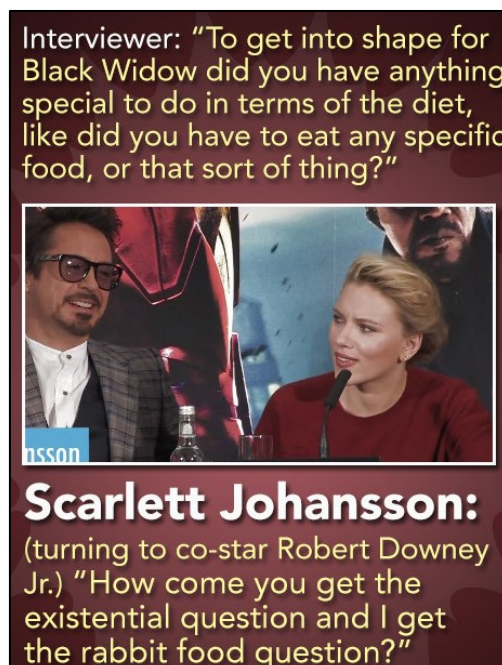 Interviewer: “To get into shape for
Black Widow did you have anything
special to do in terms of the diet,
like did you have to eat any specific
food, or that sort of thing?”
nsson
Scarlett Johansson:
(turning to co-star Robert Downey
Jr.) “How come you get the
existential question and I get
the rabbit food question?”